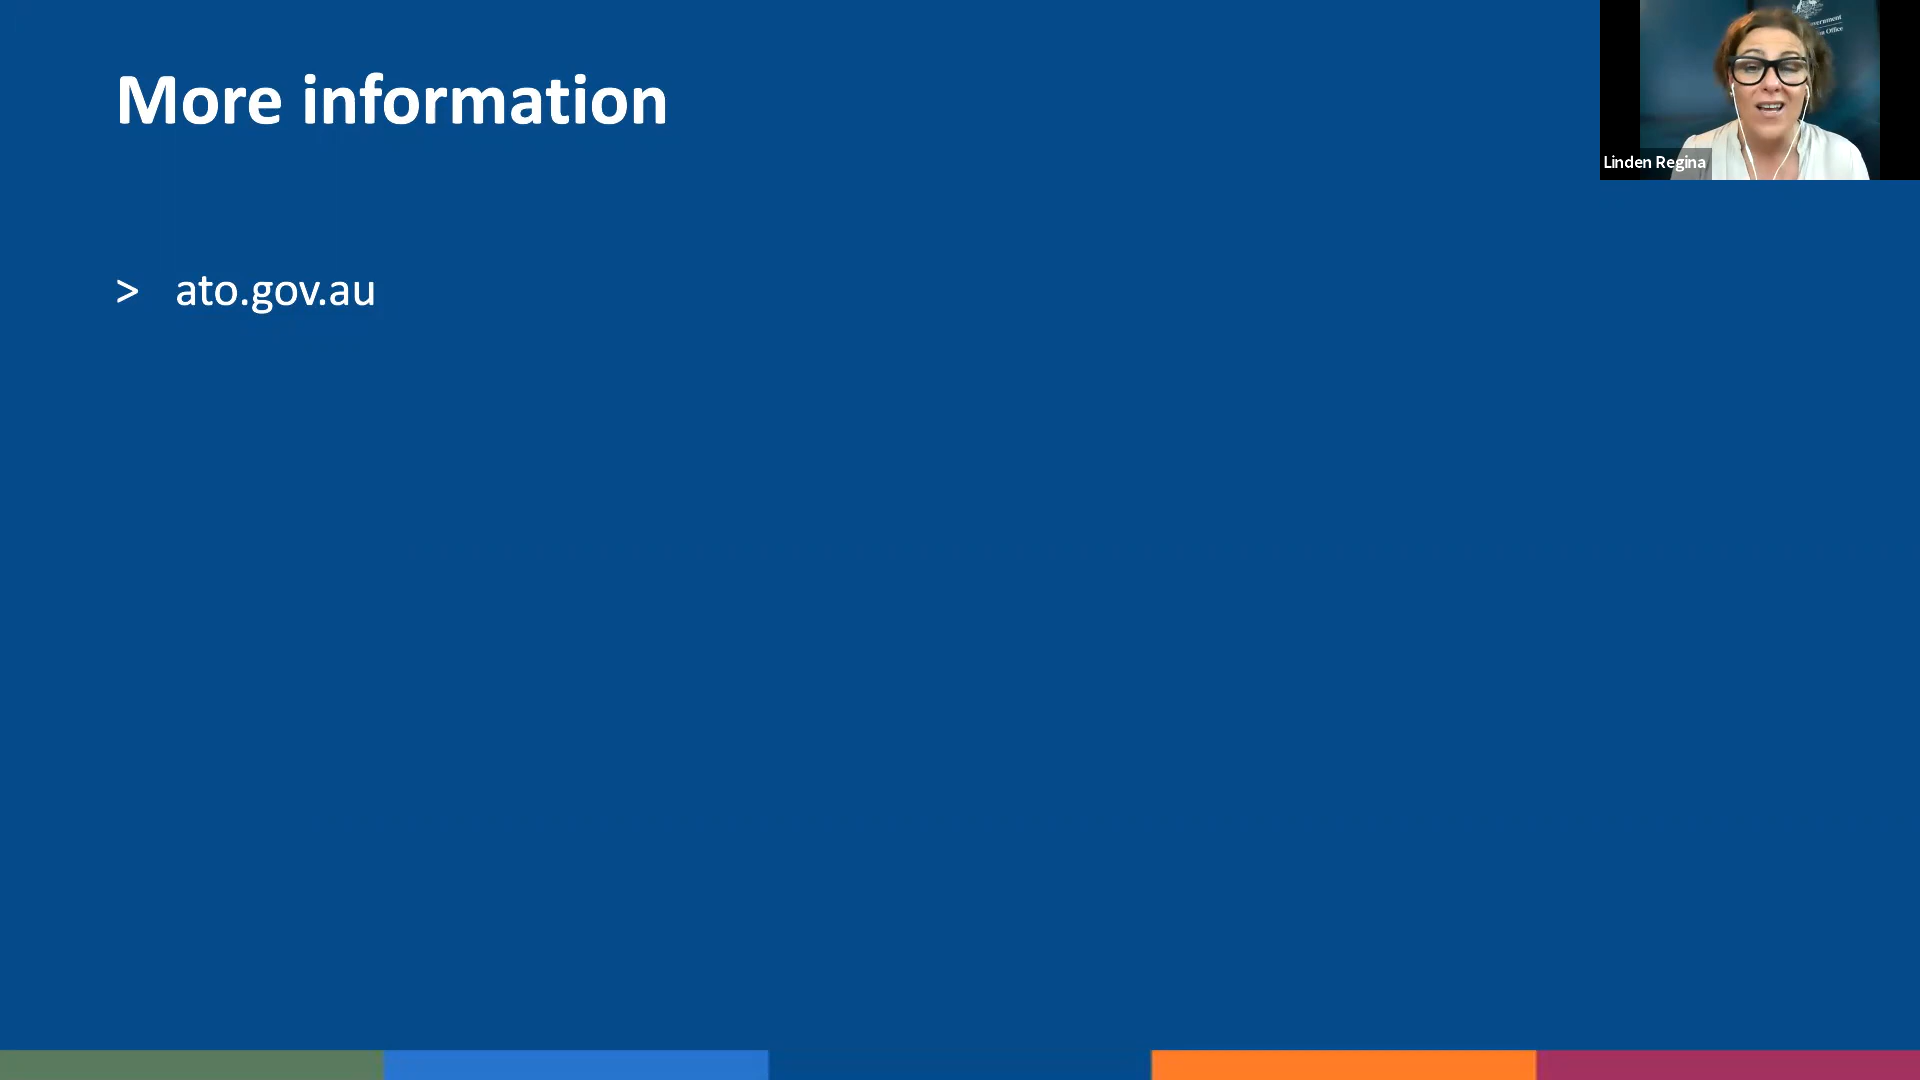 More information
> ato.gov.au
Linden Regina